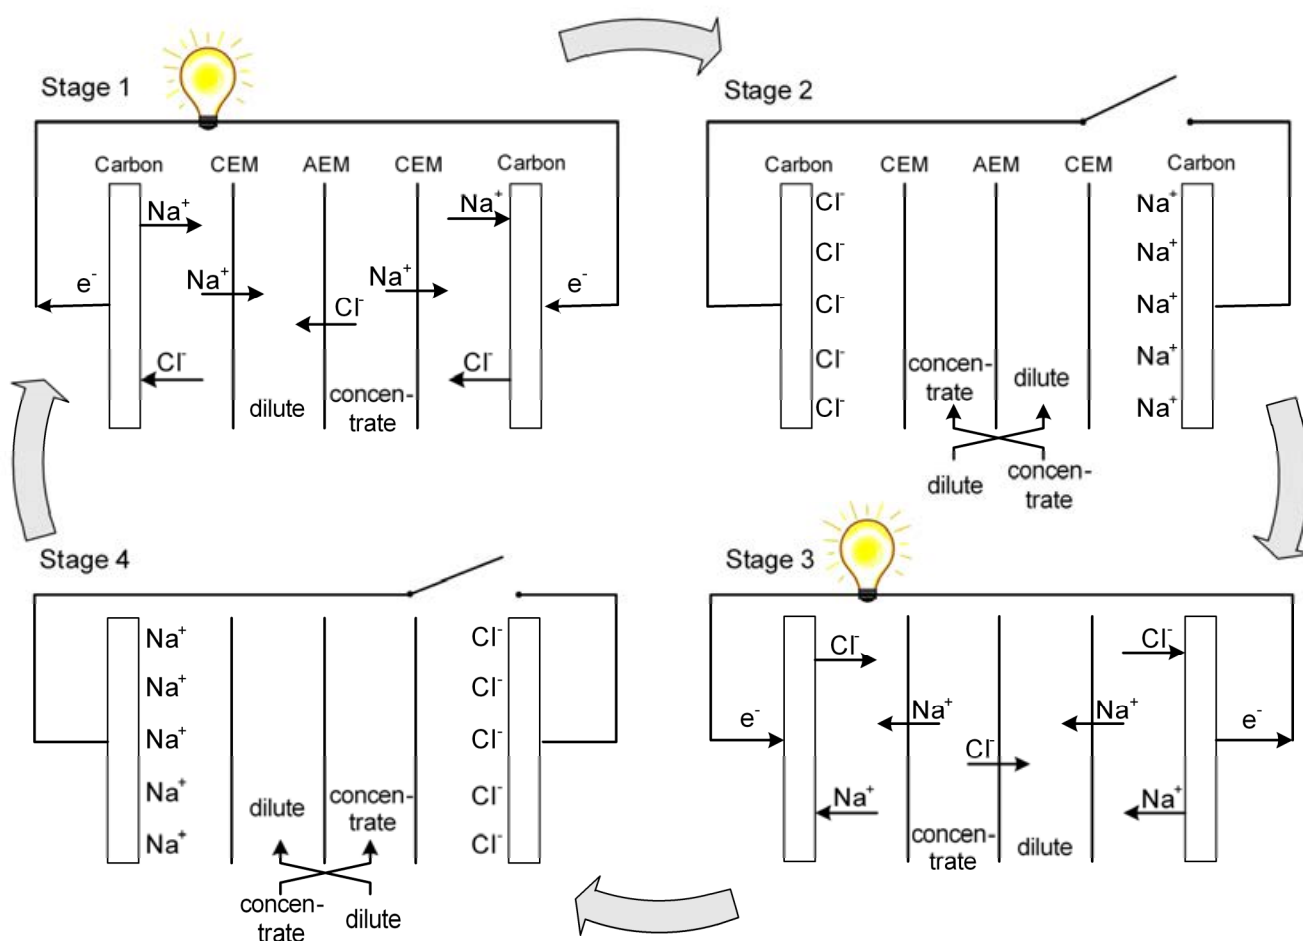 Stage 1
Carbon CEM AEM CEM Carbon
Na⁺ Na⁺
e⁻ Na⁺ Cl⁻ Na⁺ e⁻
Cl⁻ Cl⁻
dilute concen-
trate
Stage 2
Carbon CEM AEM CEM Carbon
Cl⁻ Na⁺
Cl⁻ Na⁺
Cl⁻ Na⁺
Cl⁻ Na⁺
Cl⁻ Na⁺
concen-
trate
dilute
dilute
concen-
trate
Stage 4
Na⁺ Cl⁻
Na⁺ Cl⁻
Na⁺ Cl⁻
Na⁺ Cl⁻
Na⁺ Cl⁻
dilute
concen-
trate
concen-
trate
dilute
Stage 3
Cl⁻ Cl⁻
e⁻ Na⁺ Na⁺ e⁻
Cl⁻
Na⁺ Na⁺
concen-
trate
dilute